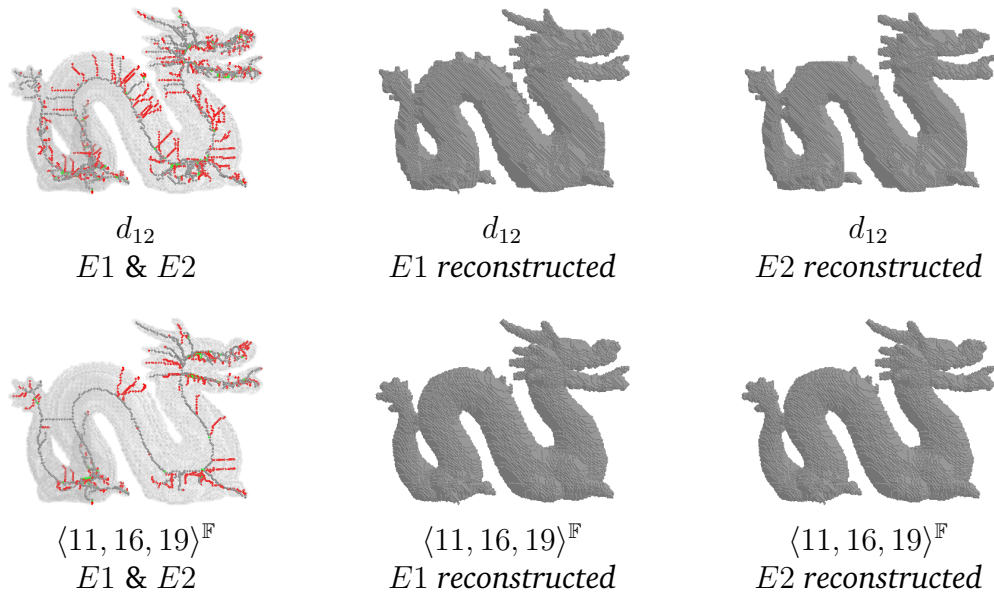 d₁₂ d₁₂ d₁₂
E1 & E2 E1 reconstructed E2 reconstructed
⟨11, 16, 19⟩𝔽 ⟨11, 16, 19⟩𝔽 ⟨11, 16, 19⟩𝔽
E1 & E2 E1 reconstructed E2 reconstructed